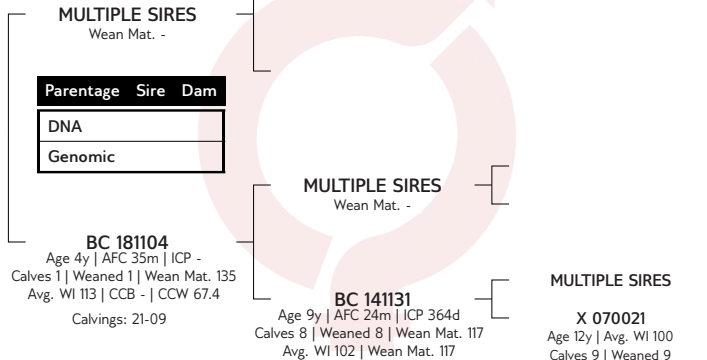 MULTIPLE SIRES
Wean Mat. -
Parentage Sire Dam
DNA
Genomic
MULTIPLE SIRES
Wean Mat. -
BC 181104
Age 4y | AFC 35m | ICP -
Calves 1 | Weaned 1 | Wean Mat. 135
Avg. WI 113 | CCB - | CCW 67.4
Calvings: 21-09
BC 141131
Age 9y | AFC 24m | ICP 364d
Calves 8 | Weaned 8 | Wean Mat. 117
Avg. WI 102 | Wean Mat. 117
MULTIPLE SIRES
X 070021
Age 12y | Avg. WI 100
Calves 9 | Weaned 9